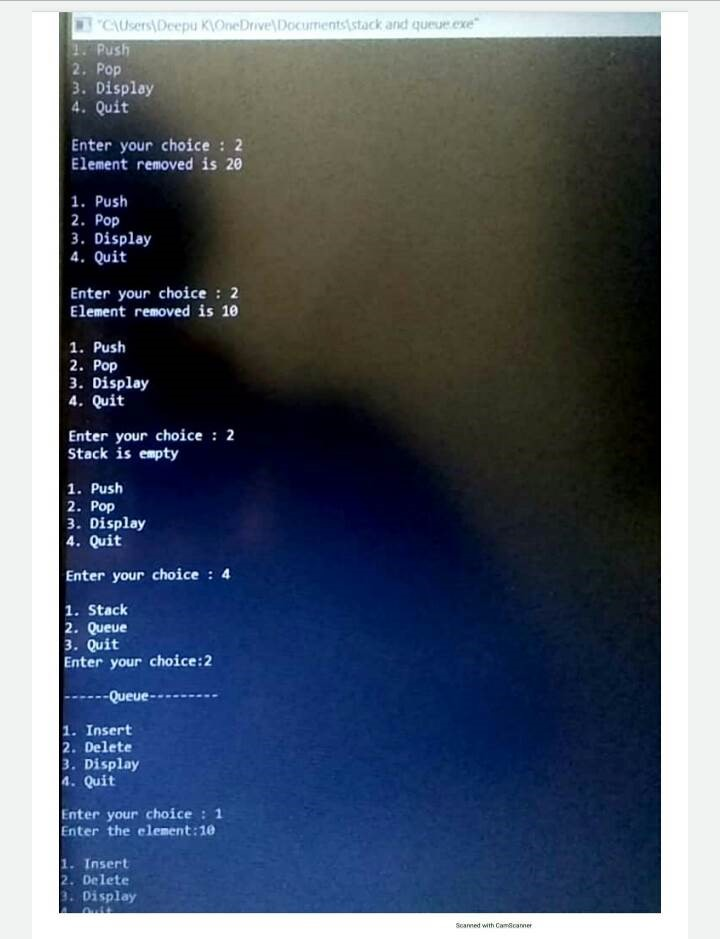 "C:\Users\Deepu K\OneDrive\Documents\stack and queue.exe"
1. Push
2. Pop
3. Display
4. Quit
Enter your choice : 2
Element removed is 20
1. Push
2. Pop
3. Display
4. Quit
Enter your choice : 2
Element removed is 10
1. Push
2. Pop
3. Display
4. Quit
Enter your choice : 2
Stack is empty
1. Push
2. Pop
3. Display
4. Quit
Enter your choice : 4
1. Stack
2. Queue
3. Quit
Enter your choice:2
------Queue---------
1. Insert
2. Delete
3. Display
4. Quit
Enter your choice : 1
Enter the element:10
1. Insert
2. Delete
3. Display
4. Quit
Scanned with CamScanner